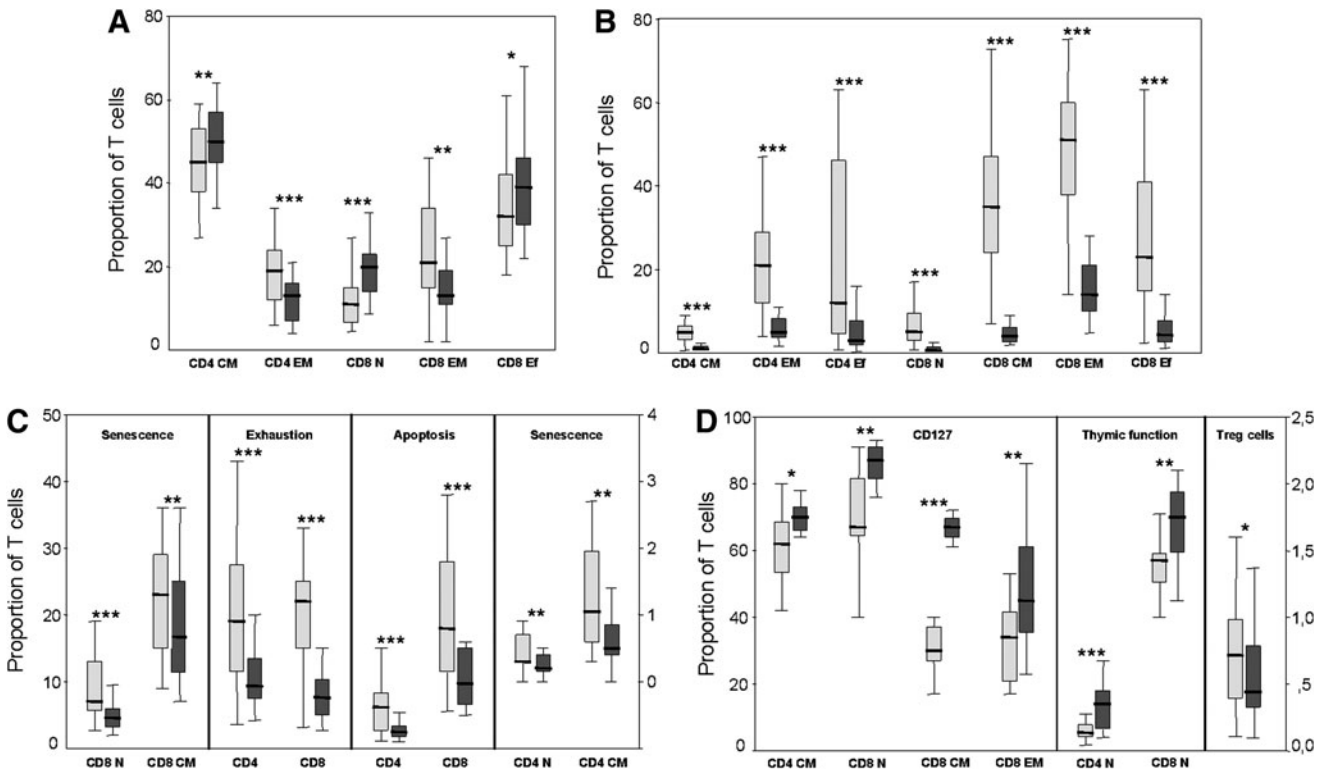 A
Proportion of T cells
80
60
40
20
0
** *** *** ** *
CD4 CM CD4 EM CD8 N CD8 EM CD8 Ef
B
Proportion of T cells
80
60
40
20
0
*** *** *** *** *** *** ***
CD4 CM CD4 EM CD4 Ef CD8 N CD8 CM CD8 EM CD8 Ef
C
Proportion of T cells
50
40
30
20
10
0
Senescence Exhaustion Apoptosis Senescence
*** ** *** *** *** *** ** **
4
3
2
1
0
CD8 N CD8 CM CD4 CD8 CD4 CD8 CD4 N CD4 CM
D
Proportion of T cells
100
80
60
40
20
0
CD127 Thymic function Treg cells
* ** *** ** *** ** *
2,5
2,0
1,5
1,0
,5
0,0
CD4 CM CD8 N CD8 CM CD8 EM CD4 N CD8 N